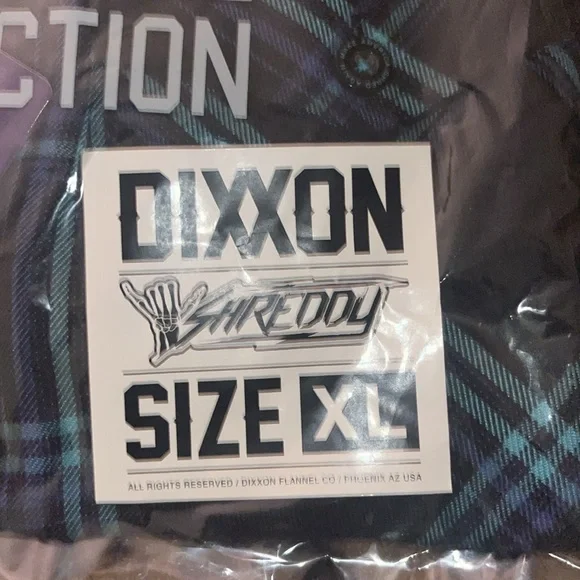 CTION
DIXXON
SHREDDY
SIZE XL
ALL RIGHTS RESERVED / DIXXON FLANNEL CO / PHOENIX AZ USA